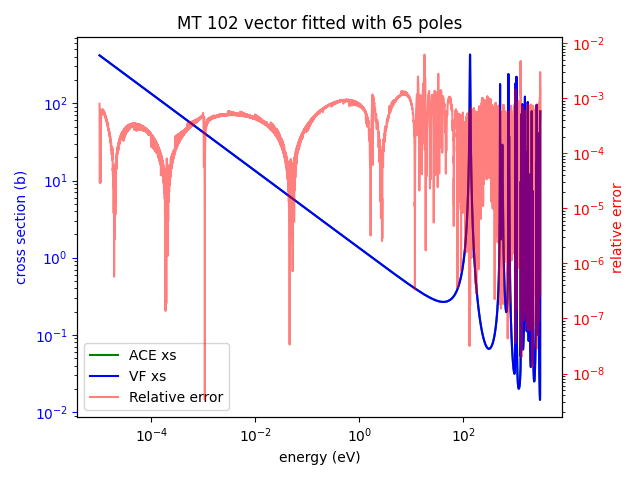 MT 102 vector fitted with 65 poles
cross section (b)
10² 10¹ 10⁰ 10⁻¹ 10⁻²
ACE xs
VF xs
Relative error
10⁻² 10⁻³ 10⁻⁴ 10⁻⁵ 10⁻⁶ 10⁻⁷ 10⁻⁸
relative error
10⁻⁴ 10⁻² 10⁰ 10²
energy (eV)